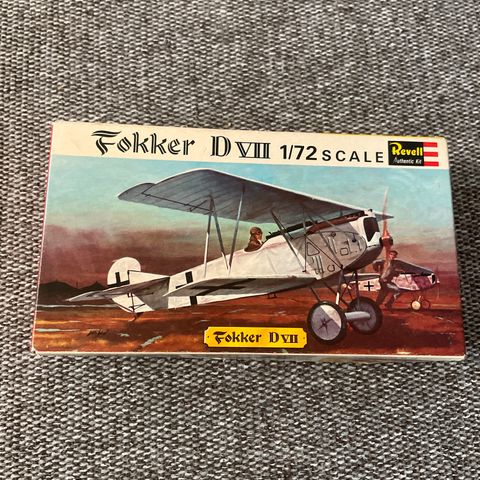 Fokker D VII 1/72 SCALE
Revell
Authentic Kit
Fokker D VII